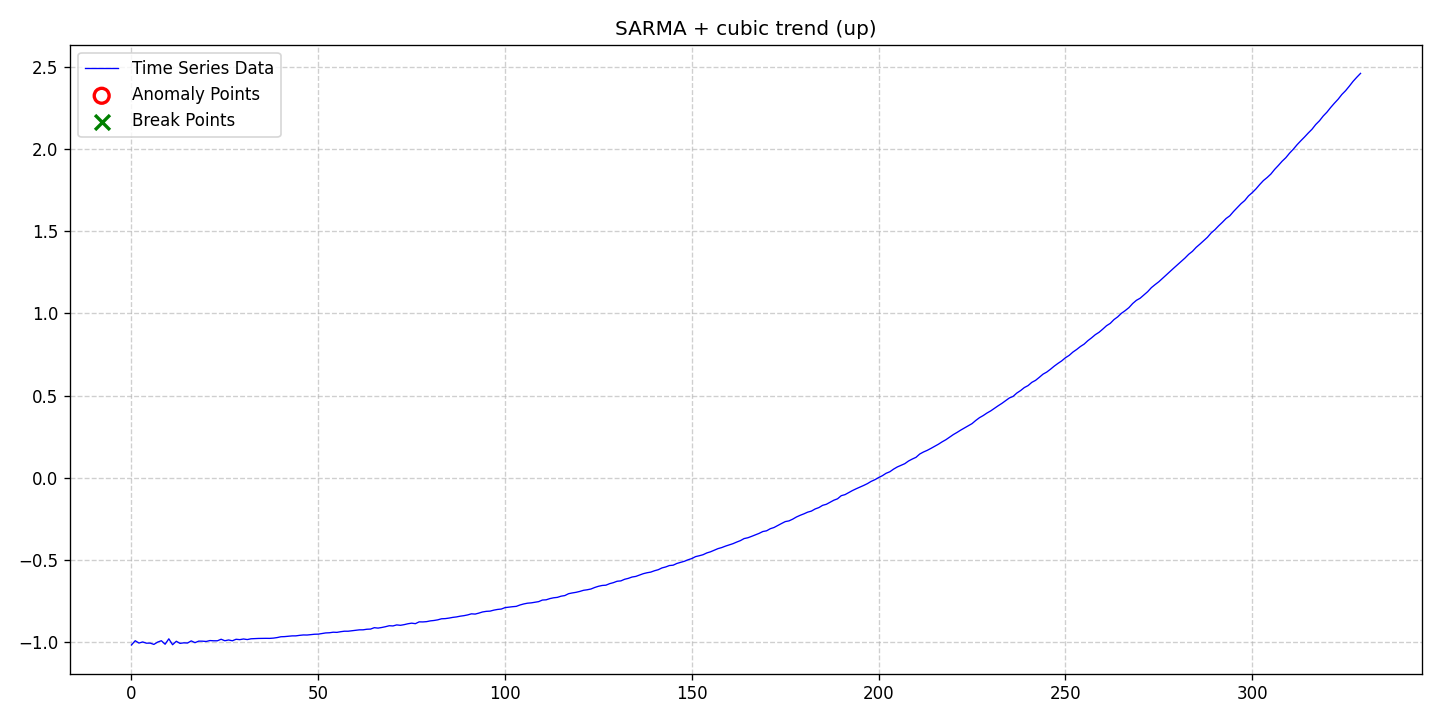 SARMA + cubic trend (up)
Time Series Data
Anomaly Points
Break Points
2.5
2.0
1.5
1.0
0.5
0.0
−0.5
−1.0
0 50 100 150 200 250 300